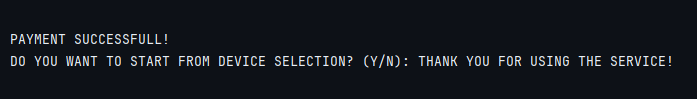 PAYMENT SUCCESSFULL!
DO YOU WANT TO START FROM DEVICE SELECTION? (Y/N): THANK YOU FOR USING THE SERVICE!